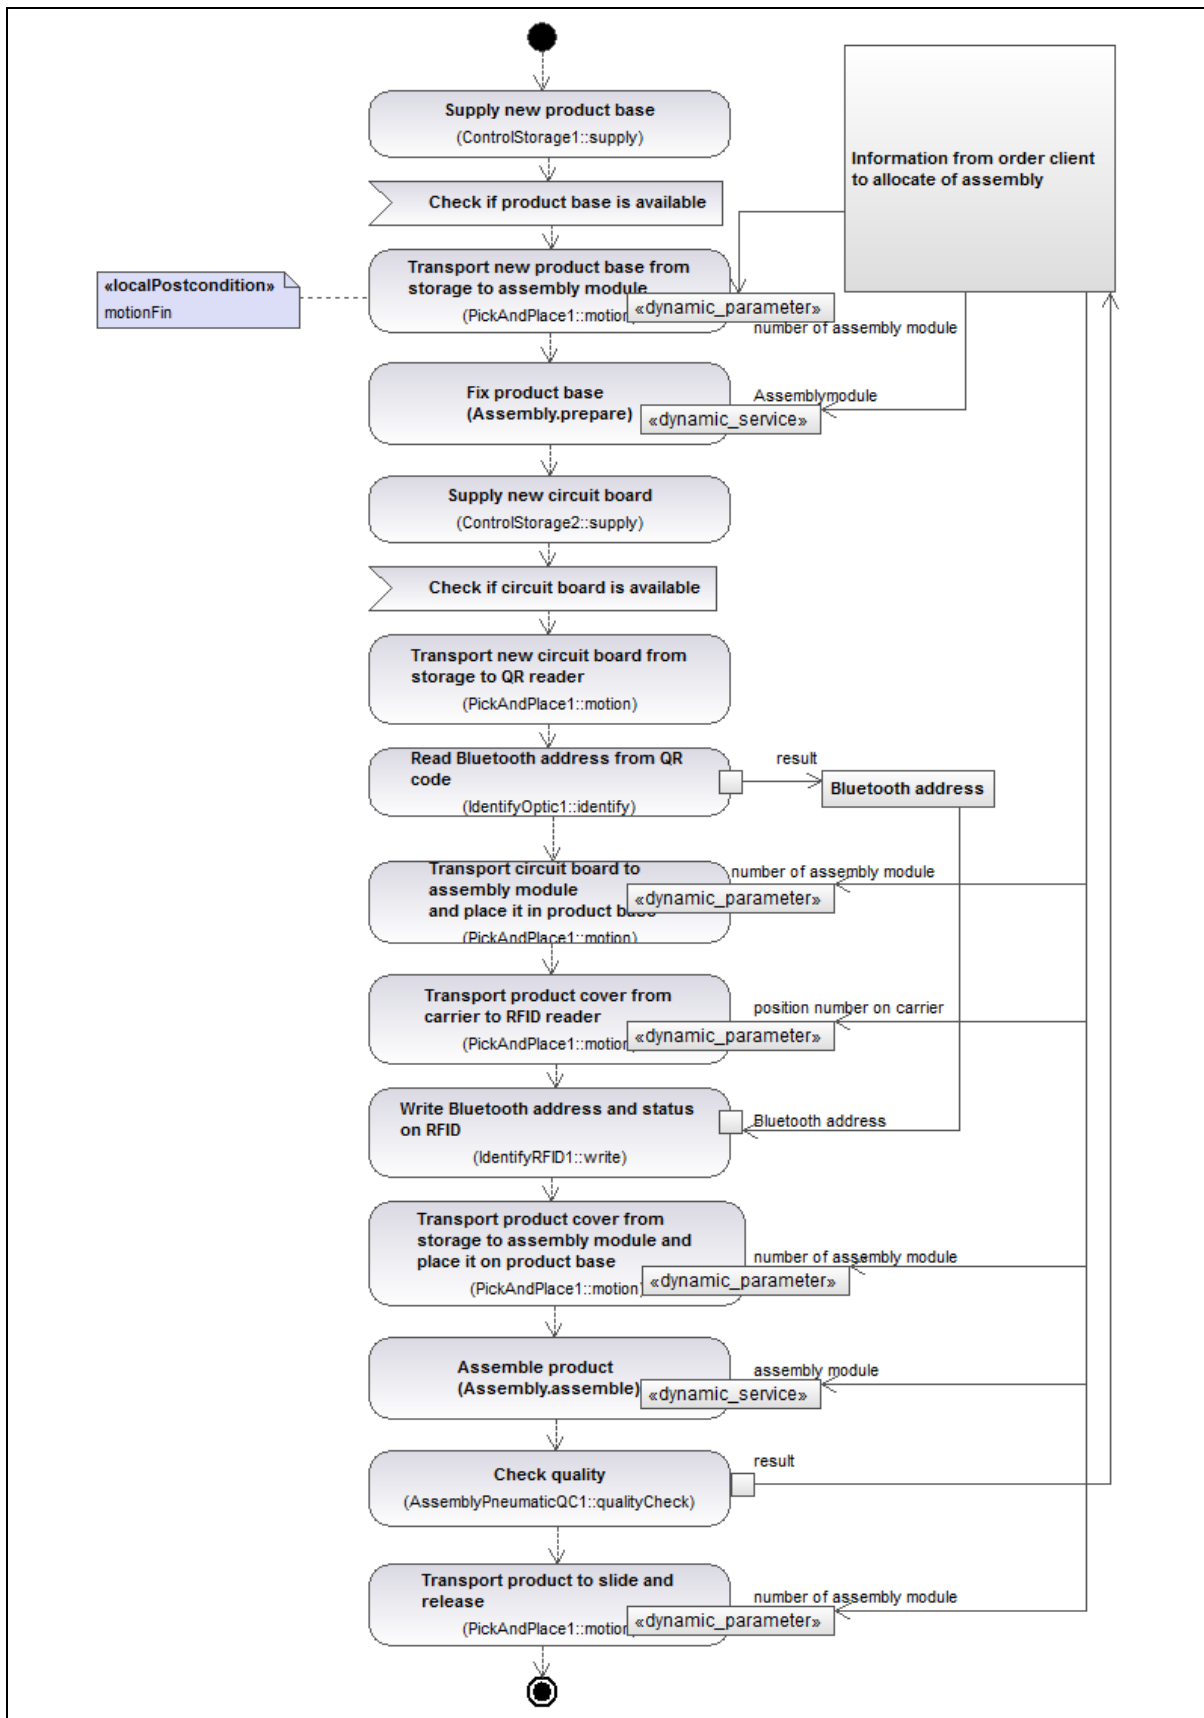 Supply new product base
(ControlStorage1::supply)
Information from order client
to allocate of assembly
Check if product base is available
«localPostcondition»
motionFin
Transport new product base from
storage to assembly module
(PickAndPlace1::motion)
«dynamic_parameter»
number of assembly module
Fix product base
(Assembly.prepare)
Assemblymodule
«dynamic_service»
Supply new circuit board
(ControlStorage2::supply)
Check if circuit board is available
Transport new circuit board from
storage to QR reader
(PickAndPlace1::motion)
Read Bluetooth address from QR
code
(IdentifyOptic1::identify)
result
Bluetooth address
Transport circuit board to
assembly module
and place it in product base
(PickAndPlace1::motion)
number of assembly module
«dynamic_parameter»
Transport product cover from
carrier to RFID reader
(PickAndPlace1::motion)
position number on carrier
«dynamic_parameter»
Write Bluetooth address and status
on RFID
(IdentifyRFID1::write)
Bluetooth address
Transport product cover from
storage to assembly module and
place it on product base
(PickAndPlace1::motion)
number of assembly module
«dynamic_parameter»
Assemble product
(Assembly.assemble)
assembly module
«dynamic_service»
Check quality
(AssemblyPneumaticQC1::qualityCheck)
result
Transport product to slide and
release
(PickAndPlace1::motion)
number of assembly module
«dynamic_parameter»